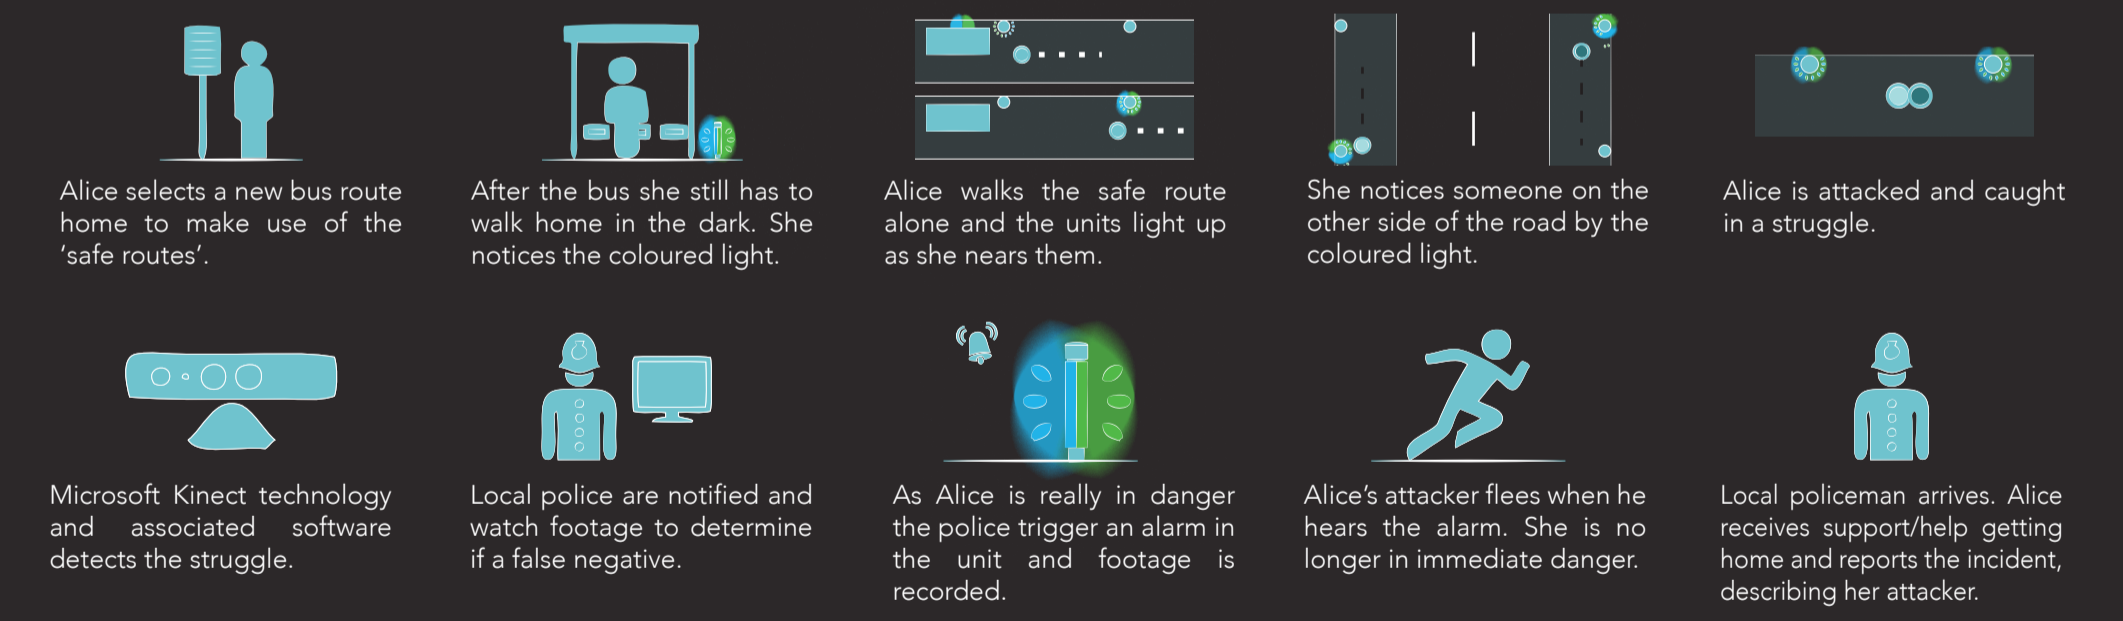 Alice selects a new bus route
home to make use of the
‘safe routes’.
After the bus she still has to
walk home in the dark. She
notices the coloured light.
Alice walks the safe route
alone and the units light up
as she nears them.
She notices someone on the
other side of the road by the
coloured light.
Alice is attacked and caught
in a struggle.
Microsoft Kinect technology
and associated software
detects the struggle.
Local police are notified and
watch footage to determine
if a false negative.
As Alice is really in danger
the police trigger an alarm in
the unit and footage is
recorded.
Alice’s attacker flees when he
hears the alarm. She is no
longer in immediate danger.
Local policeman arrives. Alice
receives support/help getting
home and reports the incident,
describing her attacker.